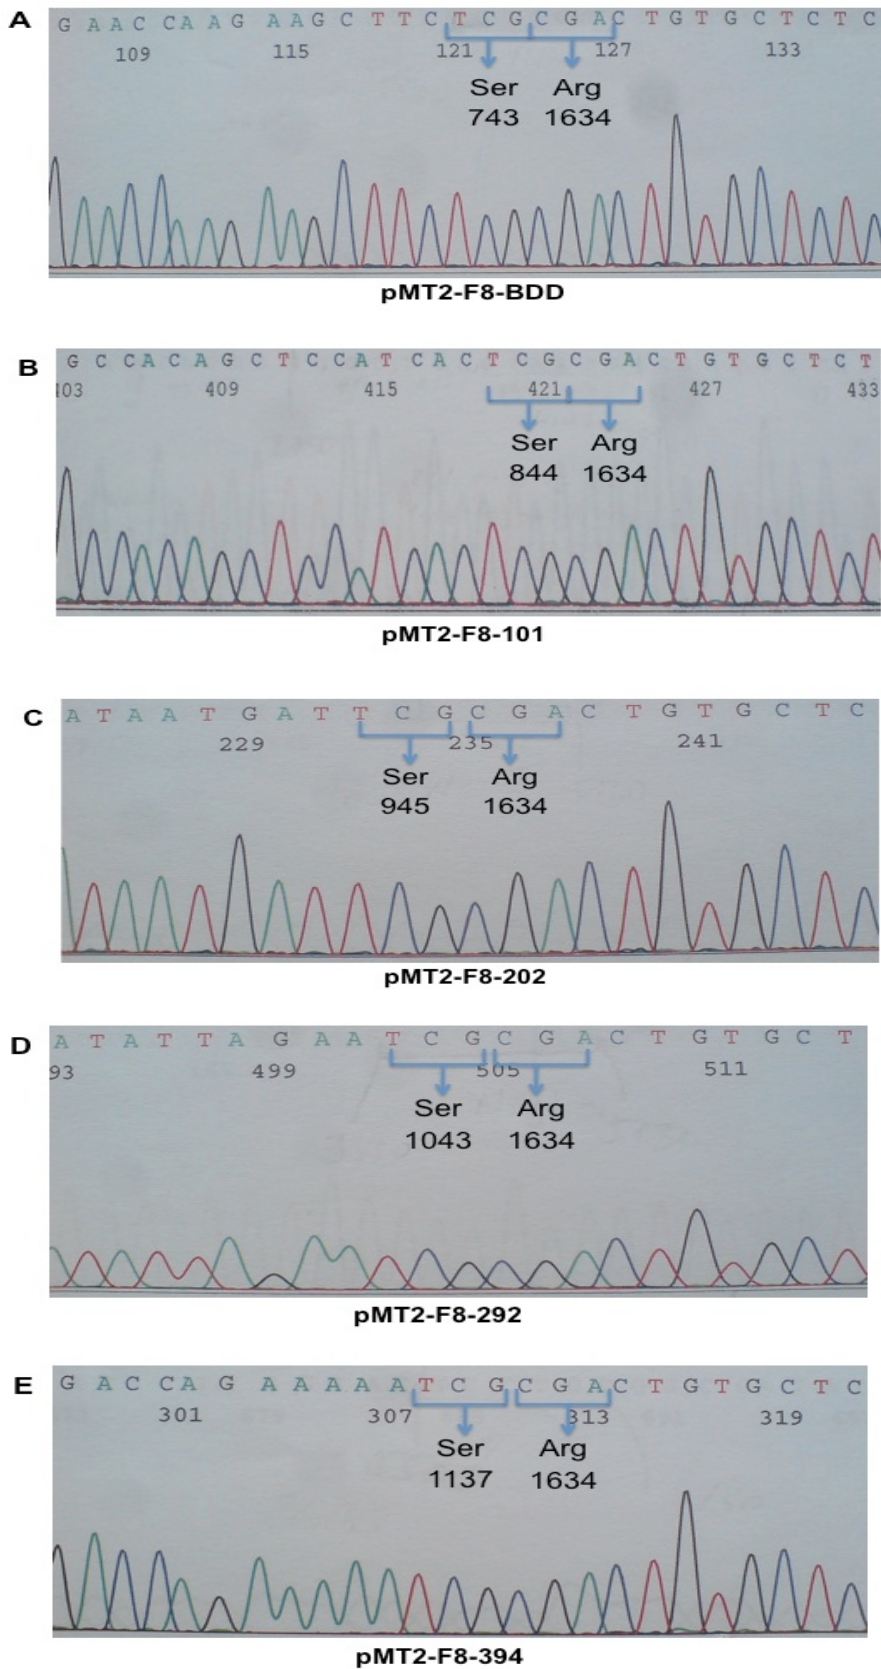 A
G A A C C A A G A A G C T T C T C G C G A C T G T G C T C T C
109 115 121 127 133
Ser Arg
743 1634
pMT2-F8-BDD
B
G C C A C A G C T C C A T C A C T C G C G A C T G T G C T C T
403 409 415 421 427 433
Ser Arg
844 1634
pMT2-F8-101
C
A T A A T G A T T C G C G A C T G T G C T C
229 235 241
Ser Arg
945 1634
pMT2-F8-202
D
A T A T T A G A A T C G C G A C T G T G C T
93 499 505 511
Ser Arg
1043 1634
pMT2-F8-292
E
G A C C A G A A A A A T C G C G A C T G T G C T C
301 307 313 319
Ser Arg
1137 1634
pMT2-F8-394